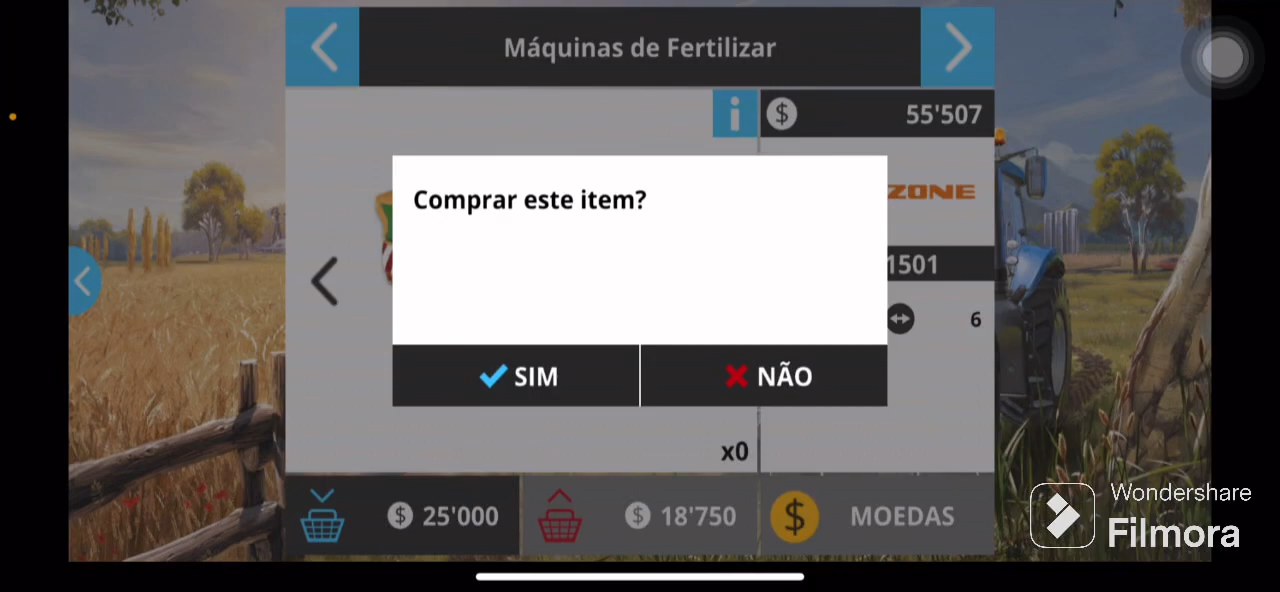 Máquinas de Fertilizar
55'507
Comprar este item?
ZONE
1501
6
SIM
NÃO
x0
25'000
18'750
MOEDAS
Wondershare
Filmora